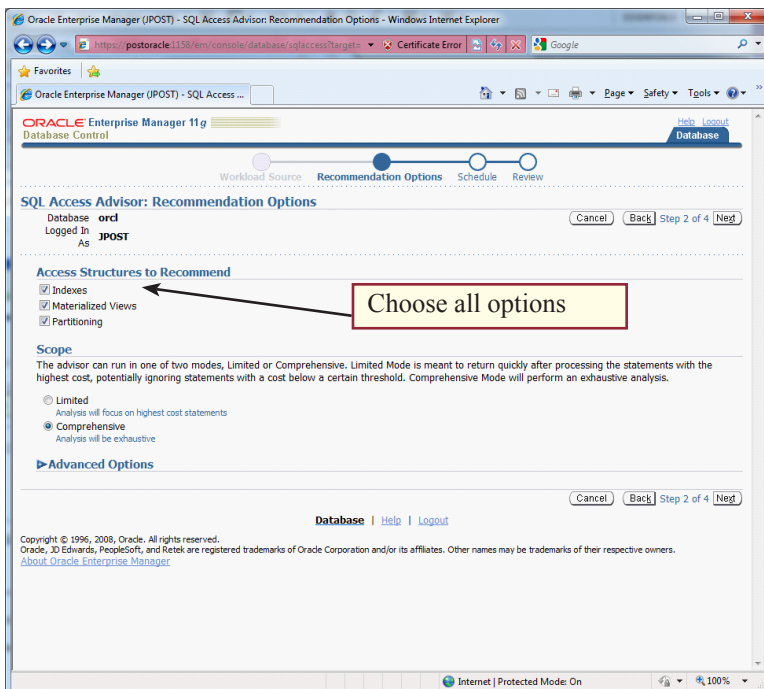 Oracle Enterprise Manager (JPOST) - SQL Access Advisor: Recommendation Options - Windows Internet Explorer
https://postoracle:1158/em/console/database/sqlaccess?target= Certificate Error Google
Favorites
Oracle Enterprise Manager (JPOST) - SQL Access ... Page Safety Tools »
ORACLE Enterprise Manager 11g
Database Control
Help Logout
Database
Workload Source Recommendation Options Schedule Review
SQL Access Advisor: Recommendation Options
Database orcl
Logged In As JPOST
Cancel Back Step 2 of 4 Next
Access Structures to Recommend
Indexes
Materialized Views
Partitioning
Choose all options
Scope
The advisor can run in one of two modes, Limited or Comprehensive. Limited Mode is meant to return quickly after processing the statements with the
highest cost, potentially ignoring statements with a cost below a certain threshold. Comprehensive Mode will perform an exhaustive analysis.
Limited
Analysis will focus on highest cost statements
Comprehensive
Analysis will be exhaustive
Advanced Options
Cancel Back Step 2 of 4 Next
Database | Help | Logout
Copyright © 1996, 2008, Oracle. All rights reserved.
Oracle, JD Edwards, PeopleSoft, and Retek are registered trademarks of Oracle Corporation and/or its affiliates. Other names may be trademarks of their respective owners.
About Oracle Enterprise Manager
Internet | Protected Mode: On 100%